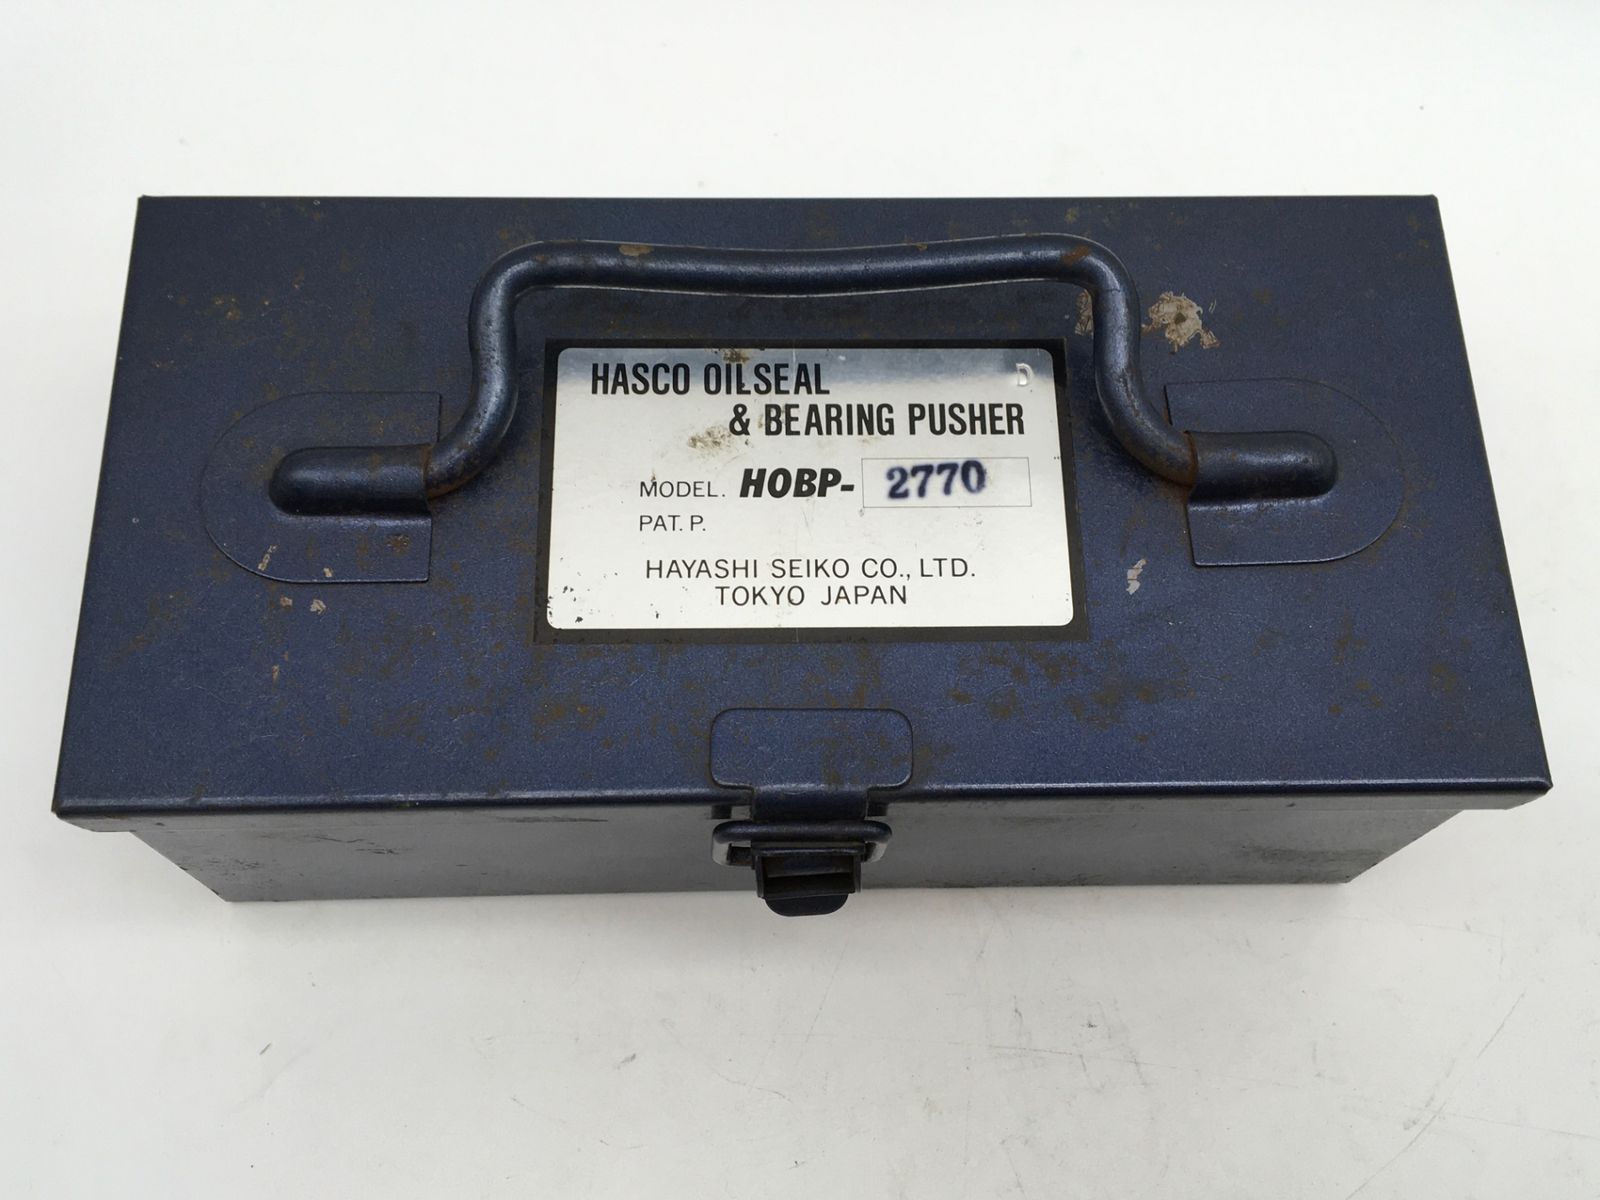 HASCO OILSEAL
& BEARING PUSHER
D
MODEL. HOBP- 2770
PAT. P.
HAYASHI SEIKO CO., LTD.
TOKYO JAPAN